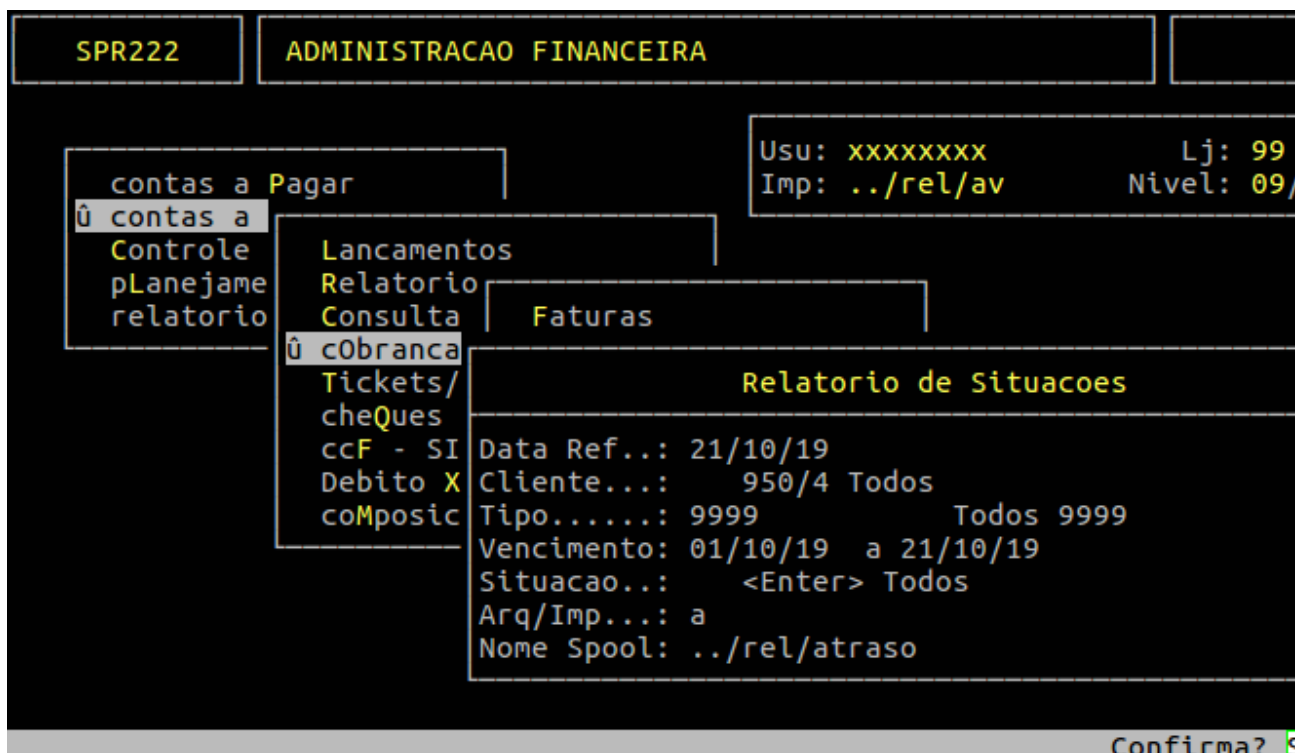 SPR222
ADMINISTRACAO FINANCEIRA
Usu: xxxxxxxx Lj: 99
Imp: ../rel/av Nivel: 09/
contas a Pagar
û contas a
Controle
pLanejame
relatorio
Lancamentos
Relatorio
Consulta
û cObranca
Tickets/
cheQues
ccF - SI
Debito X
coMposic
Faturas
Relatorio de Situacoes
Data Ref..: 21/10/19
Cliente...: 950/4 Todos
Tipo......: 9999 Todos 9999
Vencimento: 01/10/19 a 21/10/19
Situacao..: <Enter> Todos
Arq/Imp...: a
Nome Spool: ../rel/atraso
Confirma?